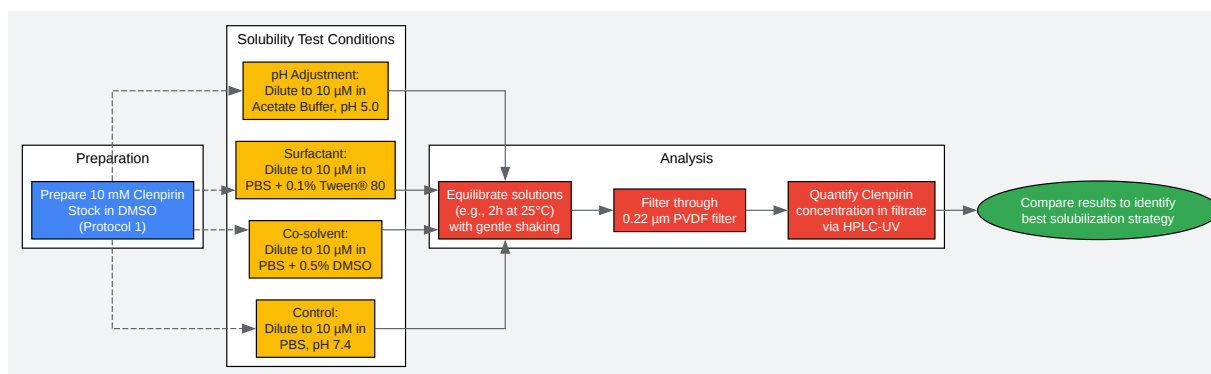 Solubility Test Conditions
pH Adjustment:
Dilute to 10 µM in
Acetate Buffer, pH 5.0
Preparation
Prepare 10 mM Clenpirin
Stock in DMSO
(Protocol 1)
Surfactant:
Dilute to 10 µM in
PBS + 0.1% Tween® 80
Co-solvent:
Dilute to 10 µM in
PBS + 0.5% DMSO
Control:
Dilute to 10 µM in
PBS, pH 7.4
Analysis
Equilibrate solutions
(e.g., 2h at 25°C)
with gentle shaking
Filter through
0.22 µm PVDF filter
Quantify Clenpirin
concentration in filtrate
via HPLC-UV
Compare results to identify
best solubilization strategy